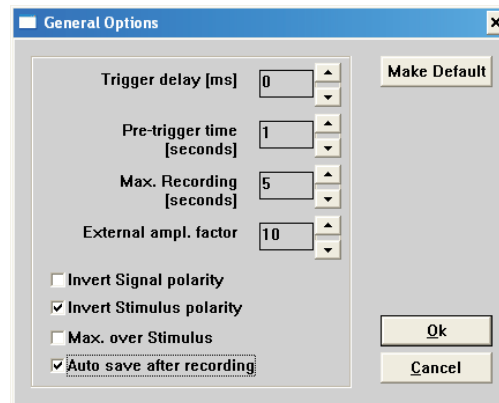 General Options
Trigger delay [ms]
0
Make Default
Pre-trigger time
[seconds]
1
Max. Recording
[seconds]
5
External ampl. factor
10
Invert Signal polarity
Invert Stimulus polarity
Max. over Stimulus
Auto save after recording
Ok
Cancel